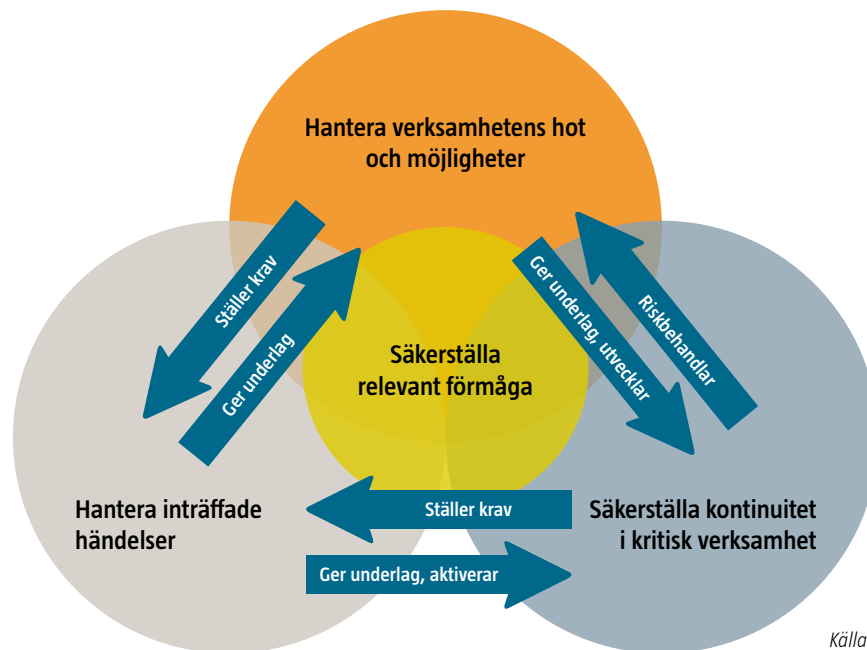 Hantera verksamhetens hot
och möjligheter
Ställer krav
Ger underlag
Ger underlag, utvecklar
Riskbehandlar
Säkerställa
relevant förmåga
Hantera inträffade
händelser
Ställer krav
Säkerställa kontinuitet
i kritisk verksamhet
Ger underlag, aktiverar
Källa